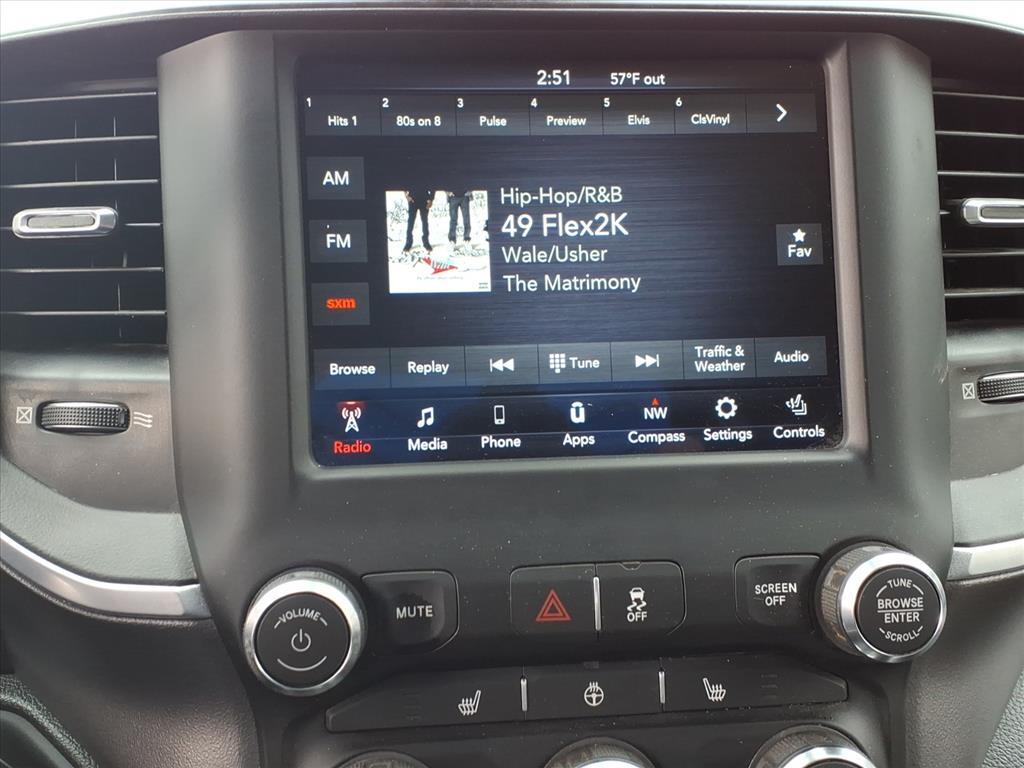 2:51 57°F out
1 Hits 1 2 80s on 8 3 Pulse 4 Preview 5 Elvis 6 ClsVinyl
AM
FM
sxm
Hip-Hop/R&B
49 Flex2K
Wale/Usher
The Matrimony
Fav
Browse Replay Tune Traffic & Weather Audio
Radio Media Phone Apps NW Compass Settings Controls
VOLUME
MUTE
OFF
SCREEN
OFF
TUNE
BROWSE
ENTER
SCROLL